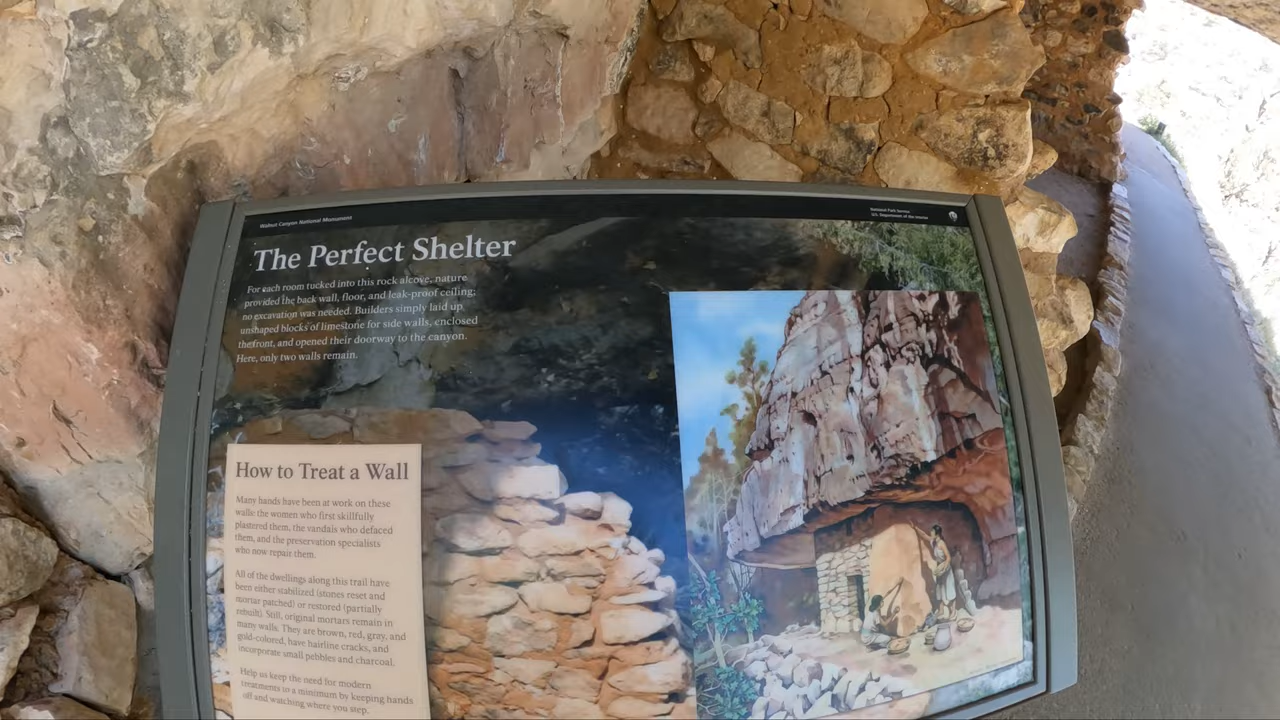 Walnut Canyon National Monument
National Park Service
U.S. Department of the Interior
The Perfect Shelter
For each room tucked into this rock alcove, nature
provided the back wall, floor, and leak-proof ceiling;
no excavation was needed. Builders simply laid up
unshaped blocks of limestone for side walls, enclosed
the front, and opened their doorway to the canyon.
Here, only two walls remain.
How to Treat a Wall
Many hands have been at work on these
walls: the women who first skillfully
plastered them, the vandals who defaced
them, and the preservation specialists
who now repair them.
All of the dwellings along this trail have
been either stabilized (stones reset and
mortar patched) or restored (partially
rebuilt). Still, original mortars remain in
many walls. They are brown, red, gray, and
gold-colored, have hairline cracks, and
incorporate small pebbles and charcoal.
Help us keep the need for modern
treatments to a minimum by keeping hands
off and watching where you step.